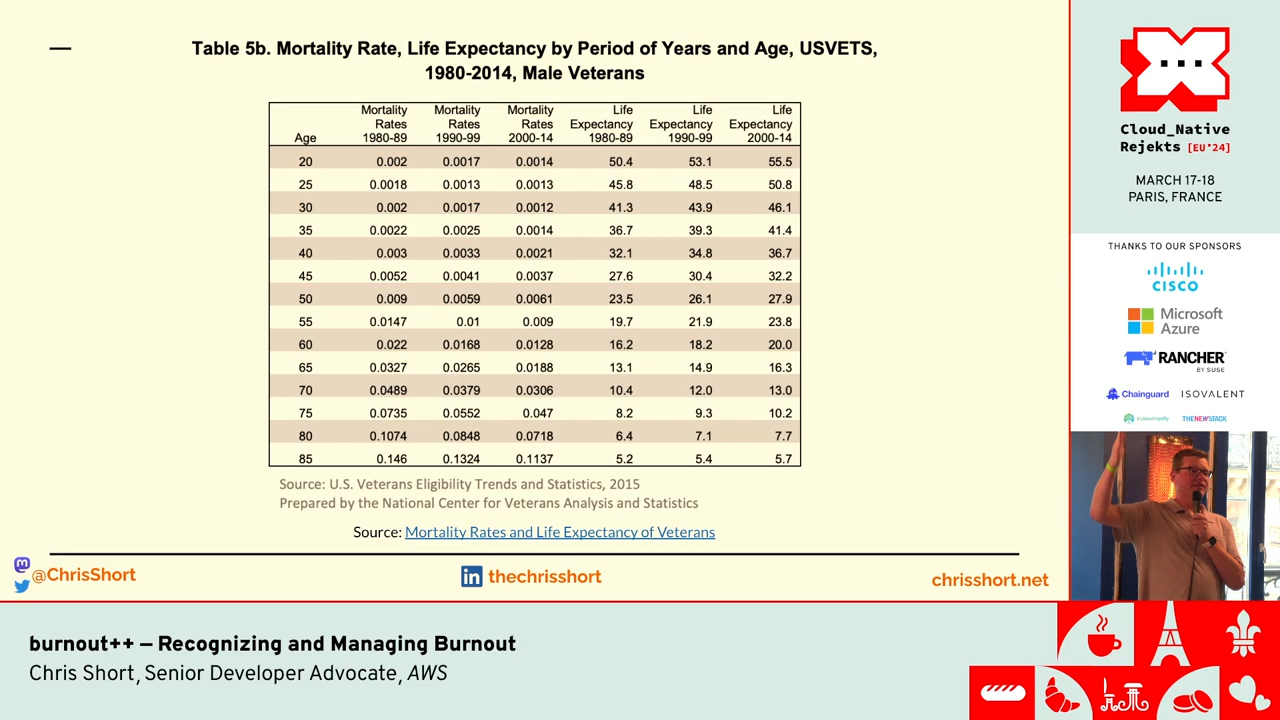 Table 5b. Mortality Rate, Life Expectancy by Period of Years and Age, USVETS,
1980-2014, Male Veterans
Age Mortality Rates 1980-89 Mortality Rates 1990-99 Mortality Rates 2000-14 Life Expectancy 1980-89 Life Expectancy 1990-99 Life Expectancy 2000-14
20 0.002 0.0017 0.0014 50.4 53.1 55.5
25 0.0018 0.0013 0.0013 45.8 48.5 50.8
30 0.002 0.0017 0.0012 41.3 43.9 46.1
35 0.0022 0.0025 0.0014 36.7 39.3 41.4
40 0.003 0.0033 0.0021 32.1 34.8 36.7
45 0.0052 0.0041 0.0037 27.6 30.4 32.2
50 0.009 0.0059 0.0061 23.5 26.1 27.9
55 0.0147 0.01 0.009 19.7 21.9 23.8
60 0.022 0.0168 0.0128 16.2 18.2 20.0
65 0.0327 0.0265 0.0188 13.1 14.9 16.3
70 0.0489 0.0379 0.0306 10.4 12.0 13.0
75 0.0735 0.0552 0.047 8.2 9.3 10.2
80 0.1074 0.0848 0.0718 6.4 7.1 7.7
85 0.146 0.1324 0.1137 5.2 5.4 5.7
Source: U.S. Veterans Eligibility Trends and Statistics, 2015
Prepared by the National Center for Veterans Analysis and Statistics
Source: Mortality Rates and Life Expectancy of Veterans
@ChrisShort
in thechrisshort
chrisshort.net
Cloud_Native
Rejekts [EU'24]
MARCH 17-18
PARIS, FRANCE
THANKS TO OUR SPONSORS
CISCO
Microsoft
Azure
RANCHER
BY SUSE
Chainguard ISOVALENT
Kubesimplify THENEWSTACK
burnout++ – Recognizing and Managing Burnout
Chris Short, Senior Developer Advocate, AWS